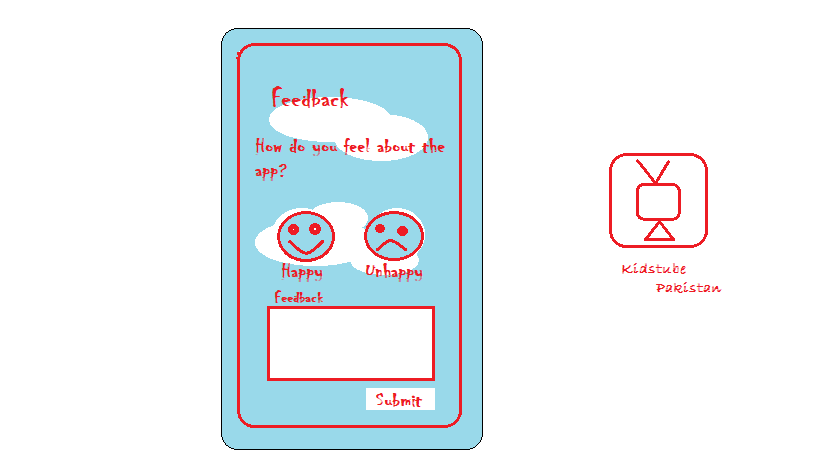 Feedback
How do you feel about the
app?
Happy
Unhappy
Feedback
Submit
Kidstube
Pakistan